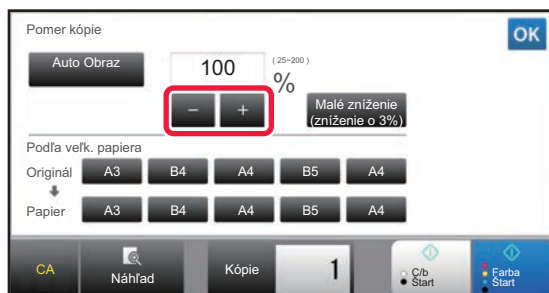 Pomer kópie
OK
Auto Obraz
100
(25~200)
%
−
+
Malé zníženie
(zníženie o 3%)
Podľa veľk. papiera
Originál
A3
B4
A4
B5
A4
Papier
A3
B4
A4
B5
A4
CA
Náhľad
Kópie
1
Č/b
Štart
Farba
Štart